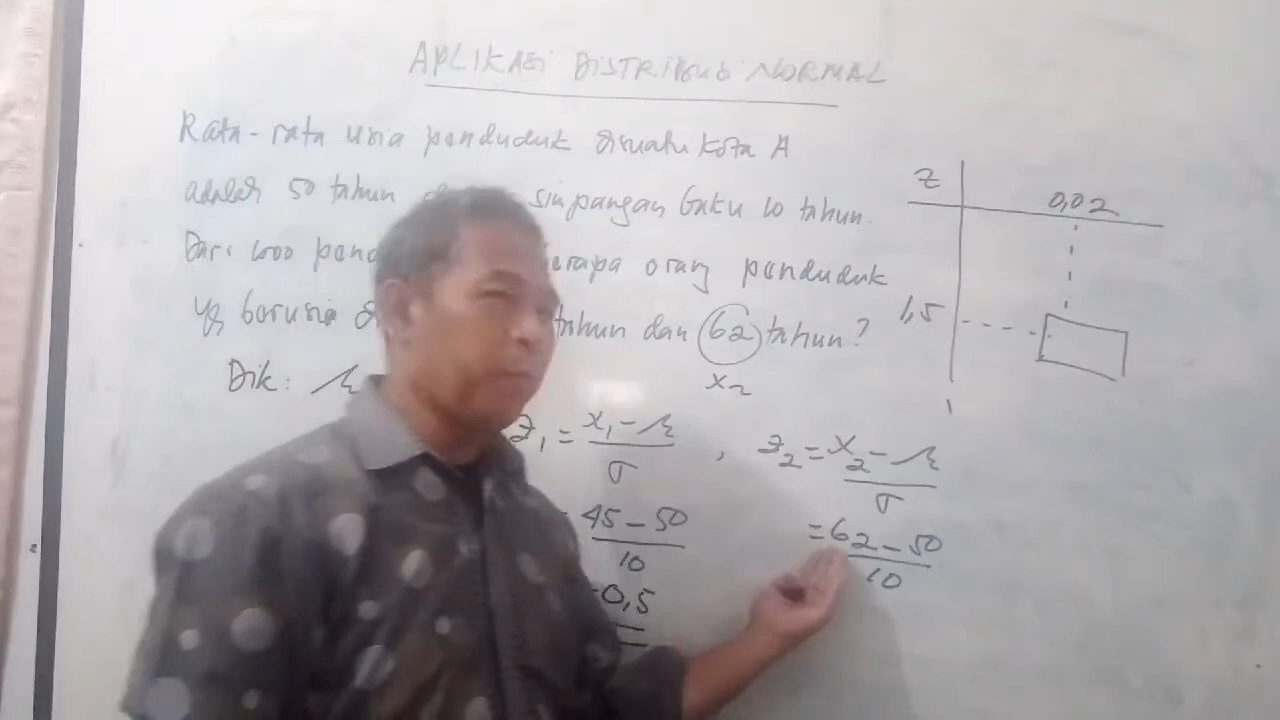 APLIKASI DISTRIBUSI NORMAL
Rata-rata usia penduduk disuatu kota A
adalah 50 tahun simpangan baku 10 tahun.
Dari 1000 orang penduduk
yg berusia tahun dan 62 tahun?
x₂
Dik: μ
z₁ = (x₁ - μ)/σ , z₂ = (x₂ - μ)/σ
= (45 - 50)/10
= (62 - 50)/10
-0,5
z
0,02
1,5